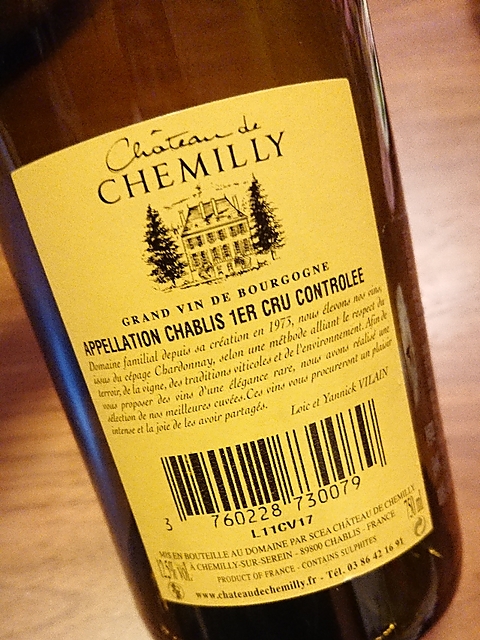 Château de
CHEMILLY
GRAND VIN DE BOURGOGNE
APPELLATION CHABLIS 1ER CRU CONTROLEE
Domaine familial depuis sa création en 1975, nous élevons nos vins,
issus du cépage Chardonnay, selon une méthode alliant le respect du
terroir, de la vigne, des traditions viticoles et de l'environnement. Afin de
vous proposer des vins d'une élégance rare, nous avons réalisé une
sélection de nos meilleures cuvées. Ces vins vous procureront un plaisir
intense et la joie de les avoir partagés.
Loïc et Yannick VILAIN
3 760228 730079
L11CV17
MIS EN BOUTEILLE AU DOMAINE PAR SCEA CHÂTEAU DE CHEMILLY
12,5% vol. À CHEMILLY-SUR-SEREIN - 89800 CHABLIS - FRANCE 750 ml
PRODUCT OF FRANCE - CONTAINS SULPHITES
www.chateaudechemilly.fr - Tél. 03 86 42 16 91